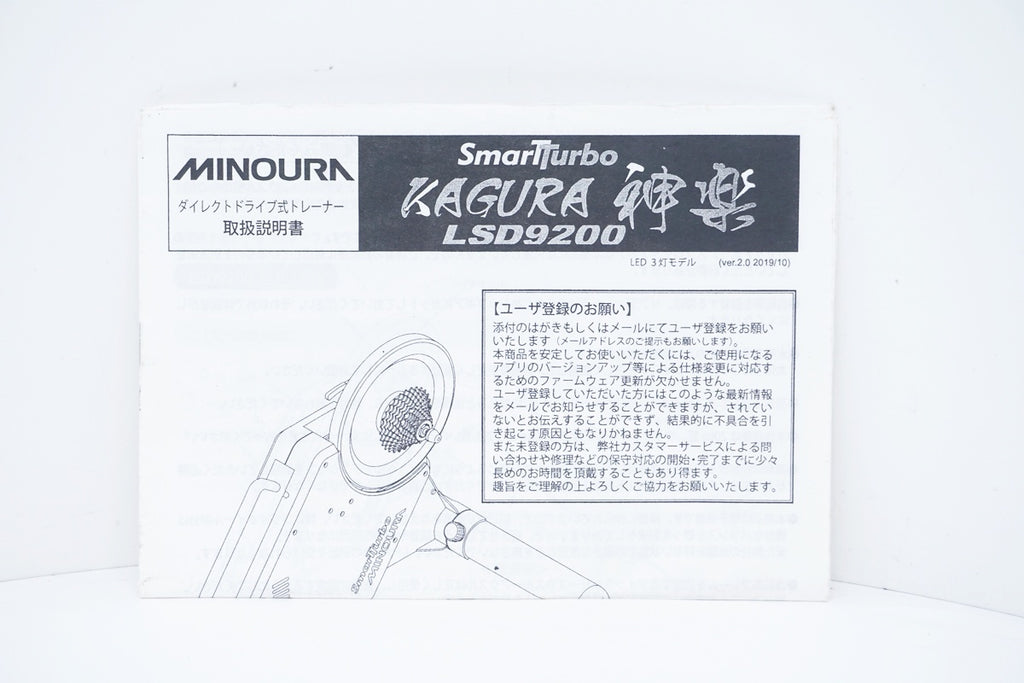 MINOURA
ダイレクトドライブ式トレーナー
取扱説明書
SmartTurbo
KAGURA 神楽
LSD9200
LED 3灯モデル (ver.2.0 2019/10)
【ユーザ登録のお願い】
添付のはがきもしくはメールにてユーザ登録をお願い
いたします（メールアドレスのご提示もお願いします）。
本商品を安定してお使いいただくには、ご使用になる
アプリのバージョンアップ等による仕様変更に対応す
るためのファームウェア更新が欠かせません。
ユーザ登録していただいた方にはこのような最新情報
をメールでお知らせすることができますが、されてい
ないとお伝えすることができず、結果的に不具合を引
き起こす原因ともなりかねません。
また未登録の方は、弊社カスタマーサービスによる問
い合わせや修理などの保守対応の開始・完了までに少々
長めのお時間を頂戴することもあり得ます。
趣旨をご理解の上よろしくご協力をお願いいたします。
SmartTurbo
MINOURA